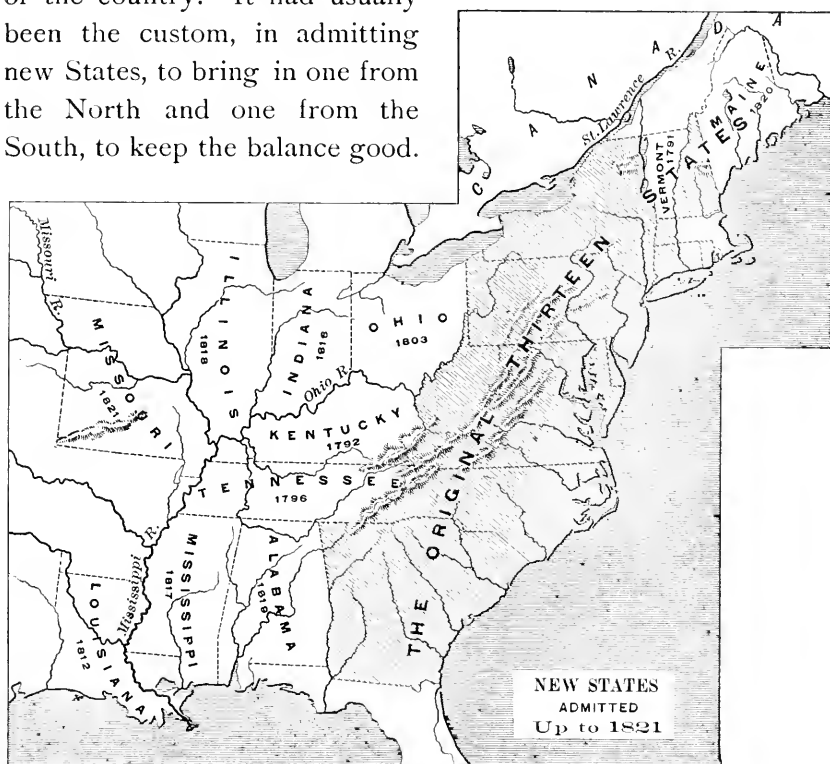 of the country. It had usually
been the custom, in admitting
new States, to bring in one from
the North and one from the
South, to keep the balance good.
CANADA
St. Lawrence R.
MAINE
1820
VERMONT
1791
THE ORIGINAL THIRTEEN STATES
Missouri R.
MISSOURI
1821
ILLINOIS
1818
INDIANA
1816
OHIO
1803
Ohio R.
KENTUCKY
1792
TENNESSEE
1796
Mississippi R.
MISSISSIPPI
1817
ALABAMA
1819
LOUISIANA
1812
NEW STATES
ADMITTED
Up to 1821